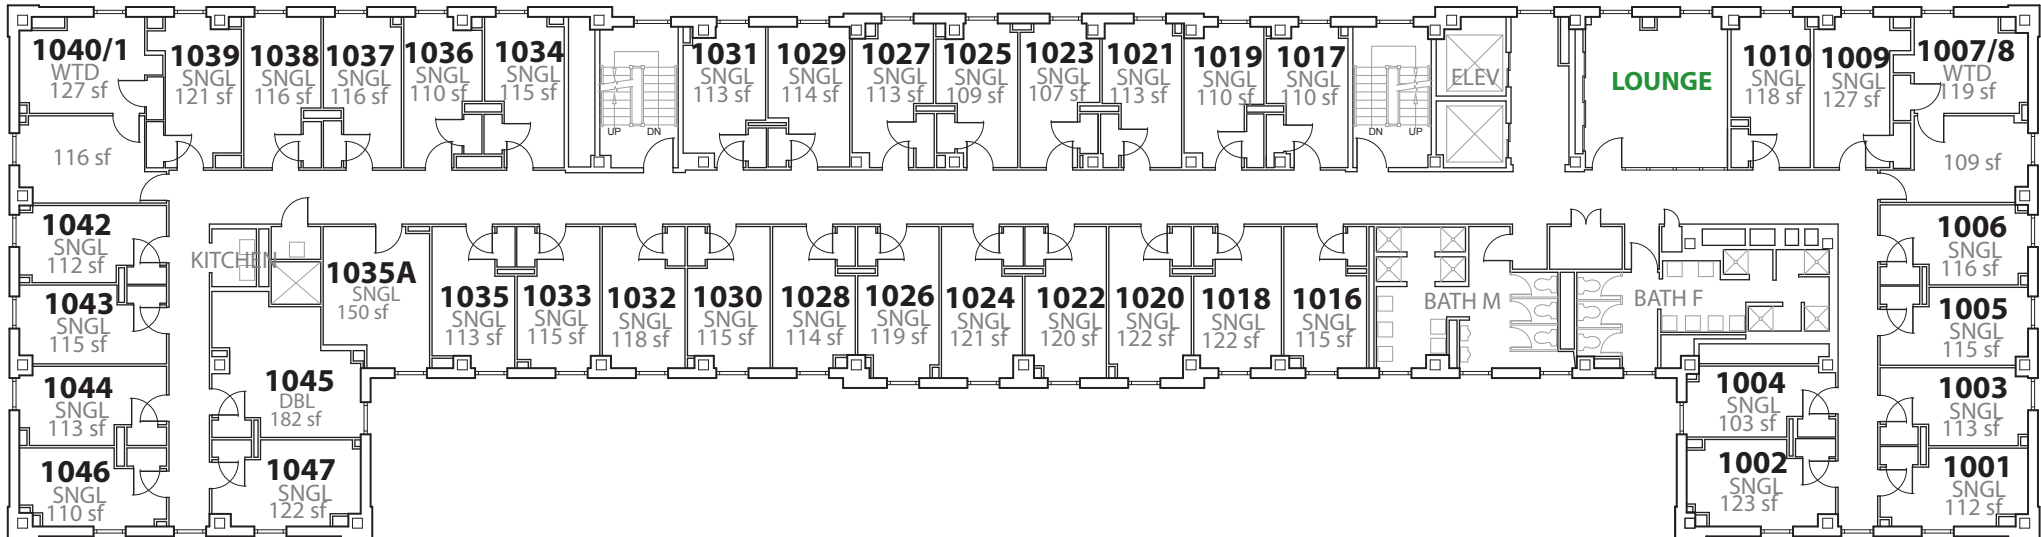 1040/1
WTD
127 sf
116 sf
1039
SNGL
121 sf
1038
SNGL
116 sf
1037
SNGL
116 sf
1036
SNGL
110 sf
1034
SNGL
115 sf
UP
DN
1031
SNGL
113 sf
1029
SNGL
114 sf
1027
SNGL
113 sf
1025
SNGL
109 sf
1023
SNGL
107 sf
1021
SNGL
113 sf
1019
SNGL
110 sf
1017
SNGL
110 sf
DN
UP
ELEV
LOUNGE
1010
SNGL
118 sf
1009
SNGL
127 sf
1007/8
WTD
119 sf
109 sf
1042
SNGL
112 sf
1043
SNGL
115 sf
1044
SNGL
113 sf
1046
SNGL
110 sf
KITCHEN
1045
DBL
182 sf
1047
SNGL
122 sf
1035A
SNGL
150 sf
1035
SNGL
113 sf
1033
SNGL
115 sf
1032
SNGL
118 sf
1030
SNGL
115 sf
1028
SNGL
114 sf
1026
SNGL
119 sf
1024
SNGL
121 sf
1022
SNGL
120 sf
1020
SNGL
122 sf
1018
SNGL
122 sf
1016
SNGL
115 sf
BATH M
BATH F
1004
SNGL
103 sf
1002
SNGL
123 sf
1006
SNGL
116 sf
1005
SNGL
115 sf
1003
SNGL
113 sf
1001
SNGL
112 sf